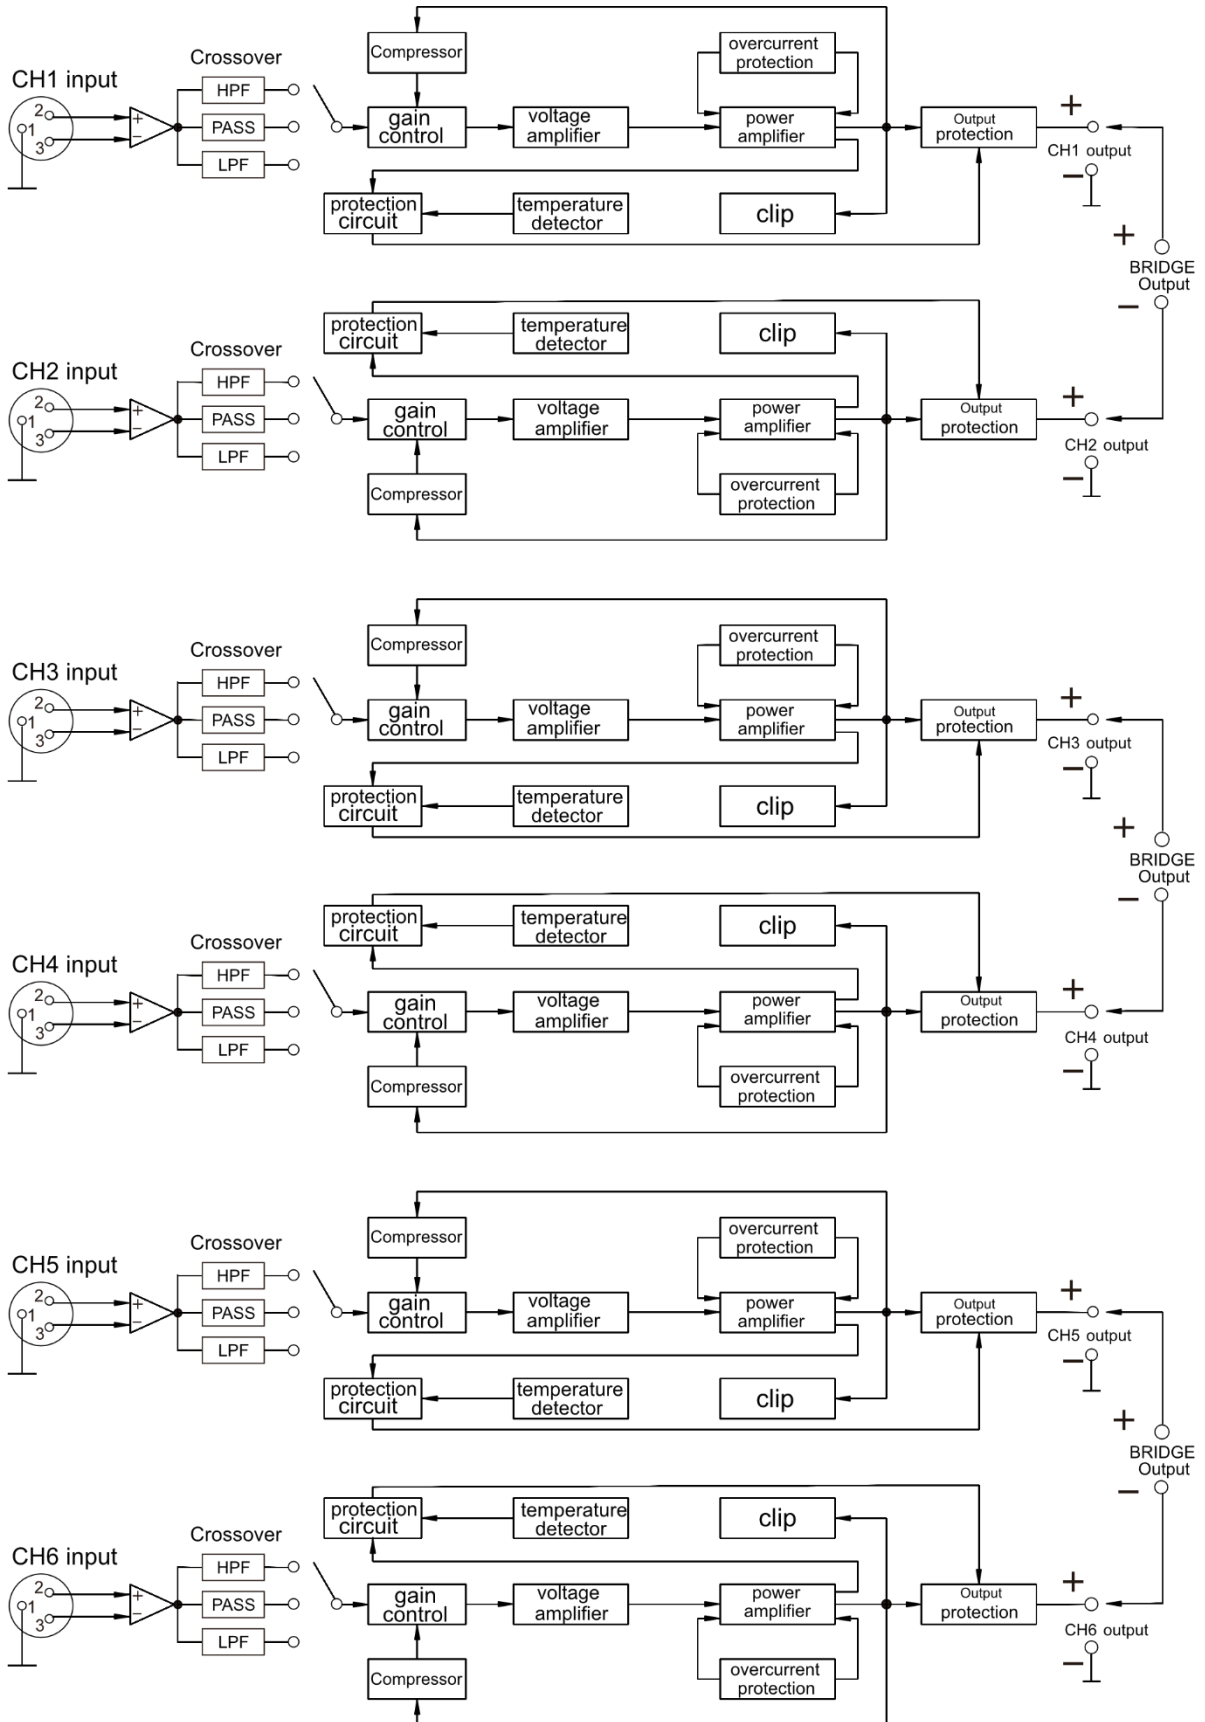 Crossover
Compressor
overcurrent
protection
CH1 input
HPF
2
+
1
PASS
3
−
LPF
gain
control
voltage
amplifier
power
amplifier
Output
protection
+
CH1 output
−
protection
circuit
temperature
detector
clip
+
BRIDGE
Output
−
protection
circuit
temperature
detector
clip
Crossover
CH2 input
HPF
2
+
1
PASS
3
−
LPF
gain
control
voltage
amplifier
power
amplifier
Output
protection
+
CH2 output
−
Compressor
overcurrent
protection
Crossover
Compressor
overcurrent
protection
CH3 input
HPF
2
+
1
PASS
3
−
LPF
gain
control
voltage
amplifier
power
amplifier
Output
protection
+
CH3 output
−
protection
circuit
temperature
detector
clip
+
BRIDGE
Output
−
protection
circuit
temperature
detector
clip
Crossover
CH4 input
HPF
2
+
1
PASS
3
−
LPF
gain
control
voltage
amplifier
power
amplifier
Output
protection
+
CH4 output
−
Compressor
overcurrent
protection
Crossover
Compressor
overcurrent
protection
CH5 input
HPF
2
+
1
PASS
3
−
LPF
gain
control
voltage
amplifier
power
amplifier
Output
protection
+
CH5 output
−
protection
circuit
temperature
detector
clip
+
BRIDGE
Output
−
protection
circuit
temperature
detector
clip
Crossover
CH6 input
HPF
2
+
1
PASS
3
−
LPF
gain
control
voltage
amplifier
power
amplifier
Output
protection
+
CH6 output
−
Compressor
overcurrent
protection